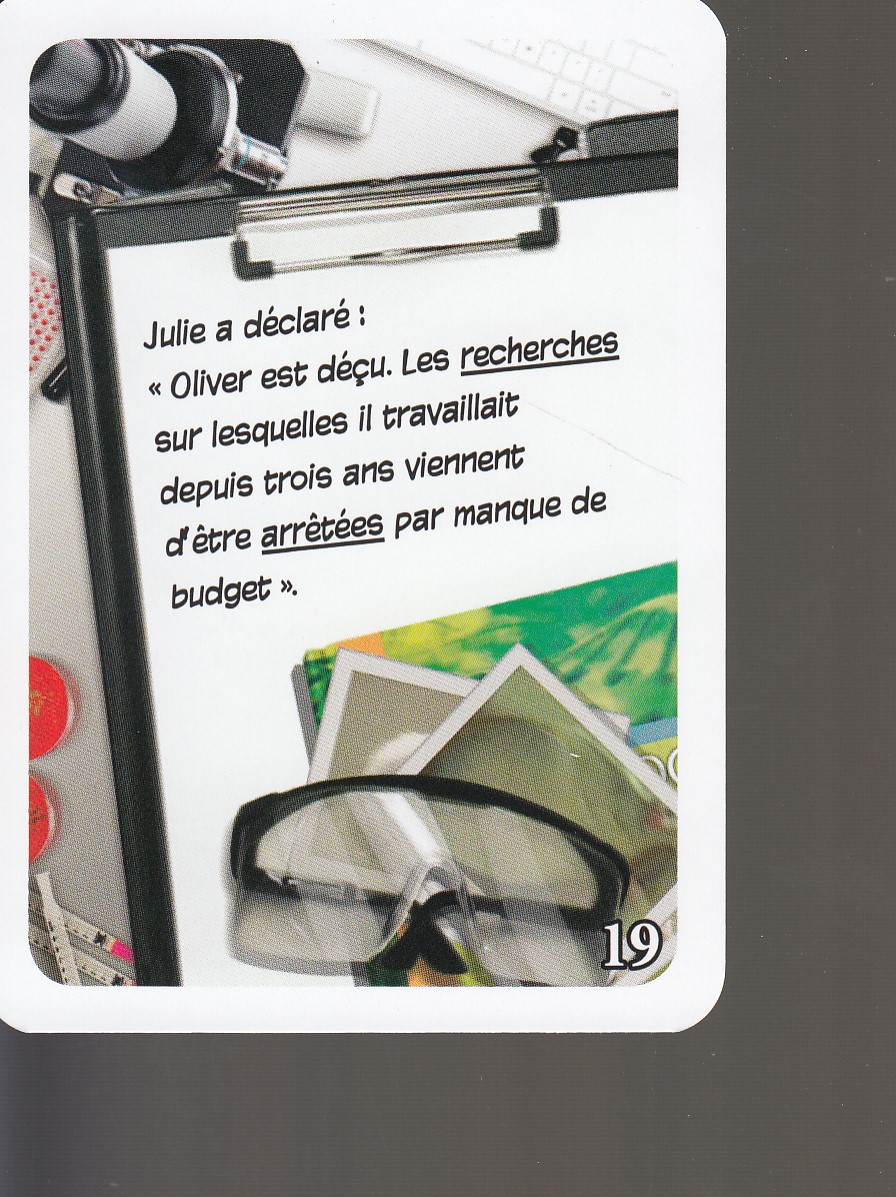 Julie a déclaré :
« Oliver est déçu. Les recherches
sur lesquelles il travaillait
depuis trois ans viennent
d'être arrêtées par manque de
budget ».
19